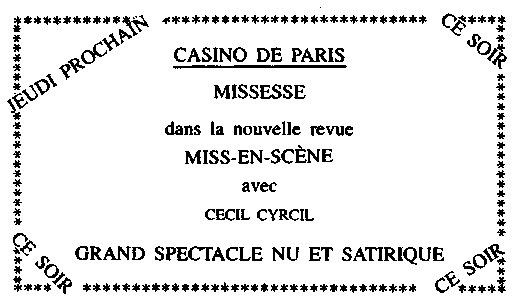 JEUDI PROCHAIN
CE SOIR
CASINO DE PARIS
MISSESSE
dans la nouvelle revue
MISS-EN-SCÈNE
avec
CECIL CYRCIL
GRAND SPECTACLE NU ET SATIRIQUE
CE SOIR
CE SOIR